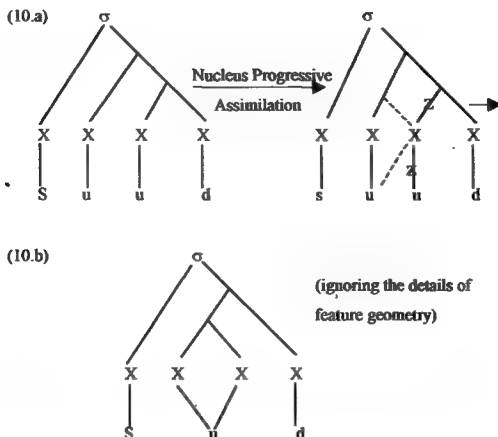 (10.a)
σ σ
Nucleus Progressive
Assimilation
X X X X X X X X
S u u d s u u d
z
z
(10.b)
σ
(ignoring the details of
feature geometry)
X X X X
S u d